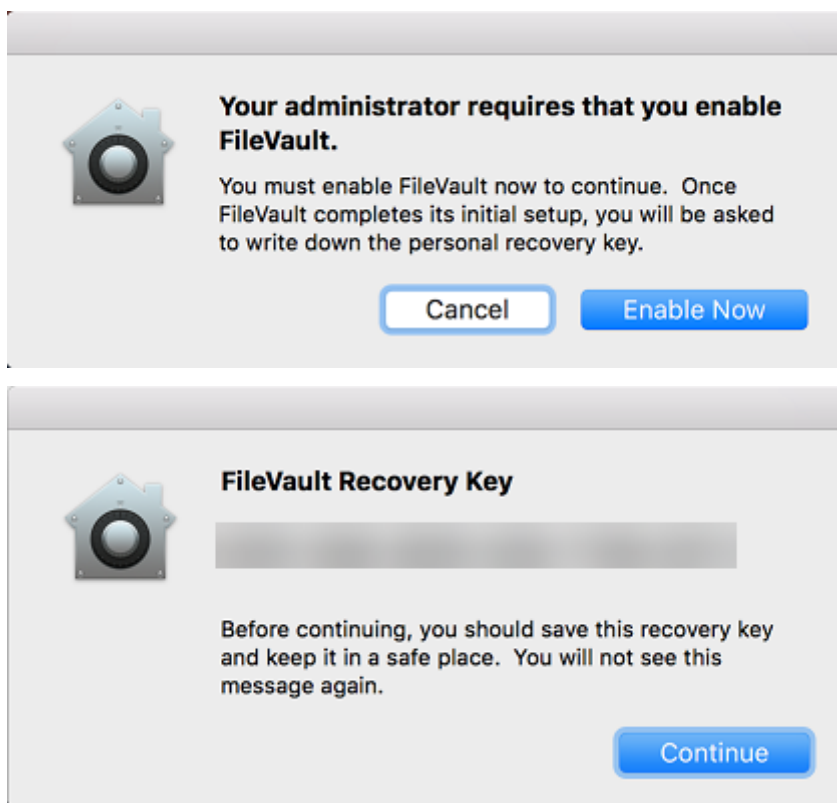 Your administrator requires that you enable
FileVault.
You must enable FileVault now to continue.  Once
FileVault completes its initial setup, you will be asked
to write down the personal recovery key.
Cancel
Enable Now
FileVault Recovery Key
Before continuing, you should save this recovery key
and keep it in a safe place.  You will not see this
message again.
Continue